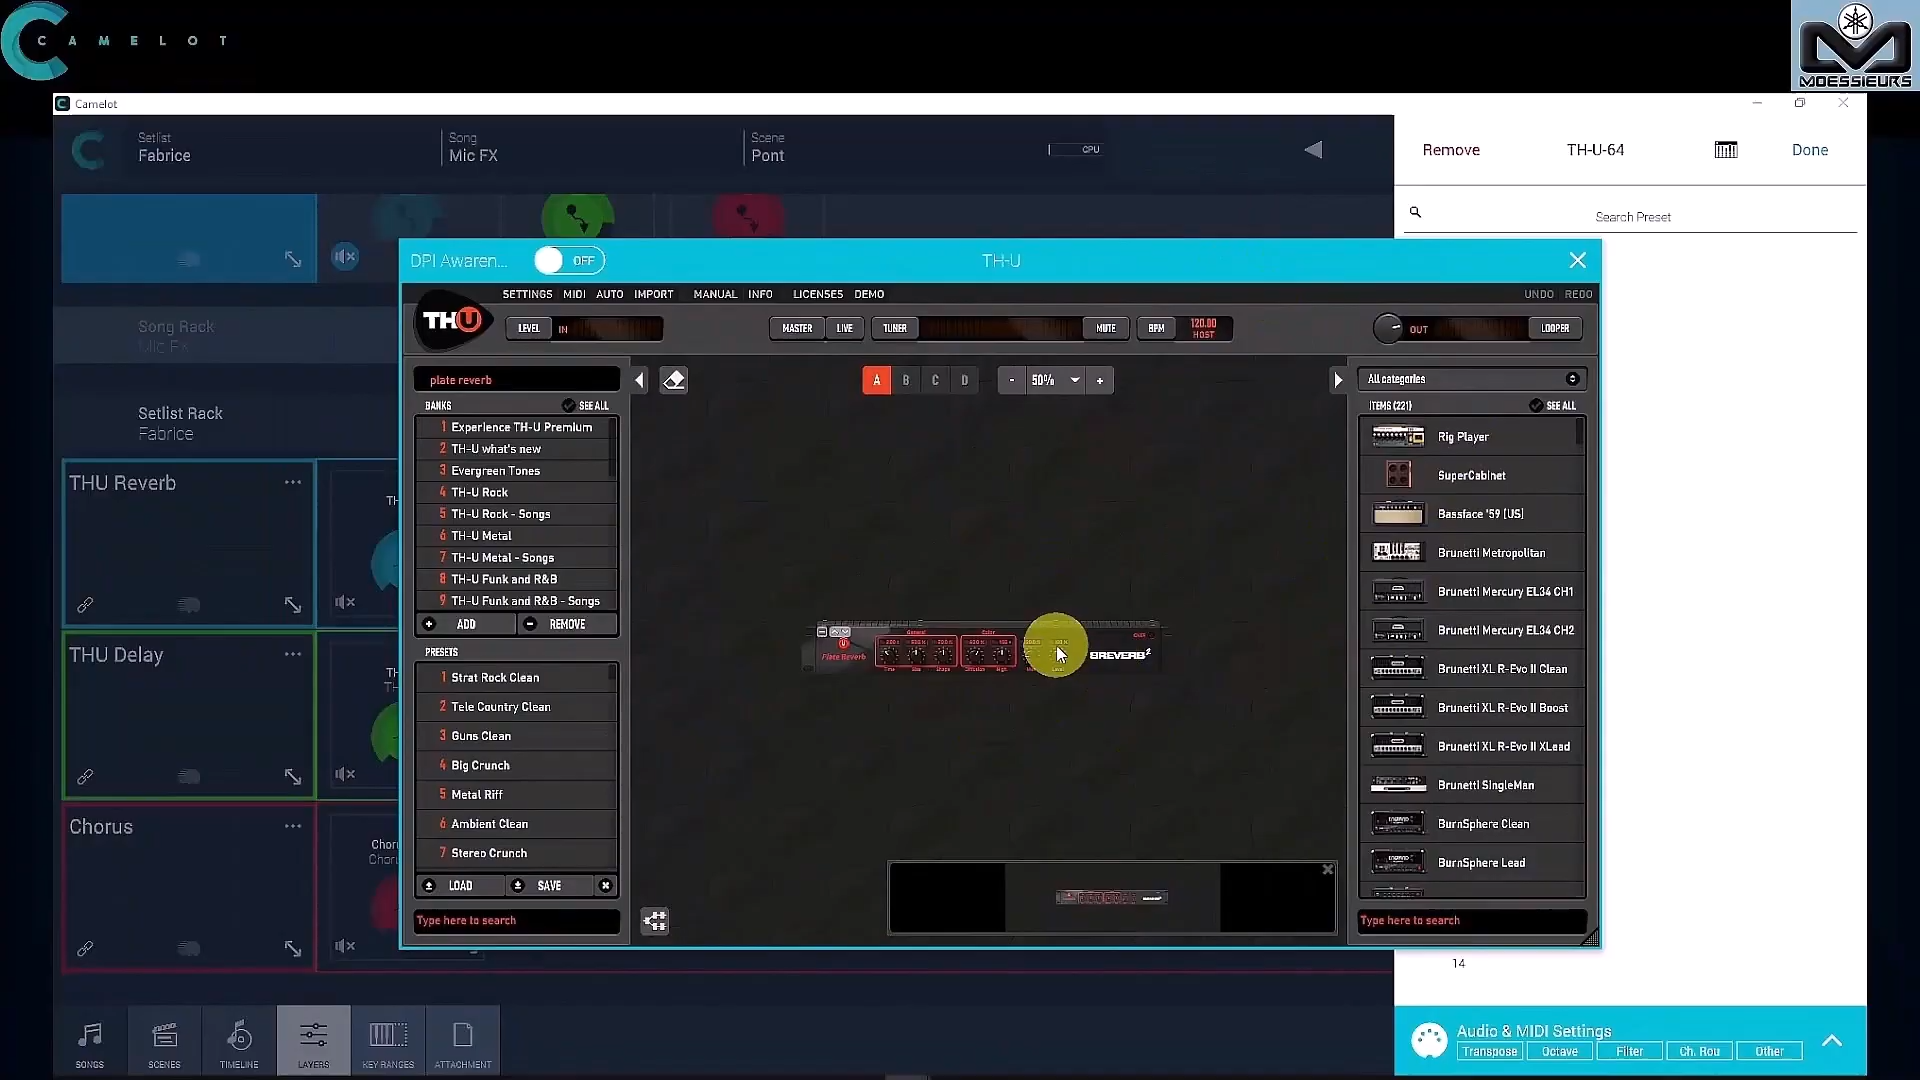 CAMELOT
MOESSIEURS
Camelot
Setlist
Fabrice
Song
Mic FX
Scene
Pont
CPU
Remove
TH-U-64
Done
Search Preset
Song Rack
Mic FX
Setlist Rack
Fabrice
THU Reverb
THU Delay
Chorus
DPI Awaren...
OFF
TH-U
SETTINGS MIDI AUTO IMPORT MANUAL INFO LICENSES DEMO
UNDO REDO
THU
LEVEL IN
MASTER LIVE
TUNER
MUTE
BPM
120.00
HOST
OUT
LOOPER
plate reverb
BANKS
SEE ALL
1 Experience TH-U Premium
2 TH-U what's new
3 Evergreen Tones
4 TH-U Rock
5 TH-U Rock - Songs
6 TH-U Metal
7 TH-U Metal - Songs
8 TH-U Funk and R&B
9 TH-U Funk and R&B - Songs
+ ADD
- REMOVE
PRESETS
1 Strat Rock Clean
2 Tele Country Clean
3 Guns Clean
4 Big Crunch
5 Metal Riff
6 Ambient Clean
7 Stereo Crunch
LOAD
SAVE
Type here to search
A B C D
- 50% +
Plate Reverb
BREVERB²
All categories
ITEMS (221)
SEE ALL
Rig Player
SuperCabinet
Bassface '59 (US)
Brunetti Metropolitan
Brunetti Mercury EL34 CH1
Brunetti Mercury EL34 CH2
Brunetti XL R-Evo II Clean
Brunetti XL R-Evo II Boost
Brunetti XL R-Evo II XLead
Brunetti SingleMan
BurnSphere Clean
BurnSphere Lead
Type here to search
14
SONGS
SCENES
TIMELINE
LAYERS
KEY RANGES
ATTACHMENT
Audio & MIDI Settings
Transpose
Octave
Filter
Ch. Rou
Other